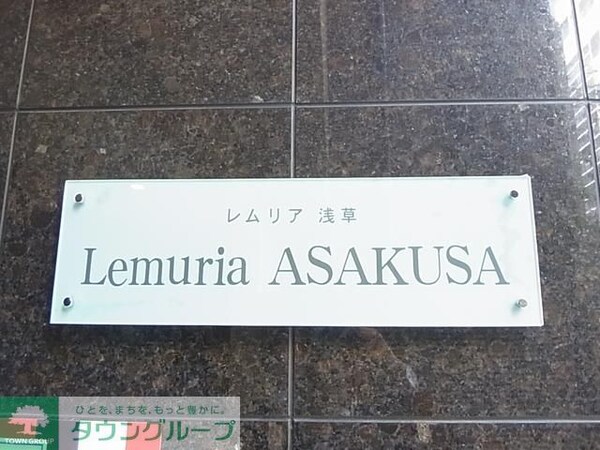 レムリア 浅草
Lemuria ASAKUSA
ひとを、まちを、もっと豊かに。
TOWN GROUP
タウングループ